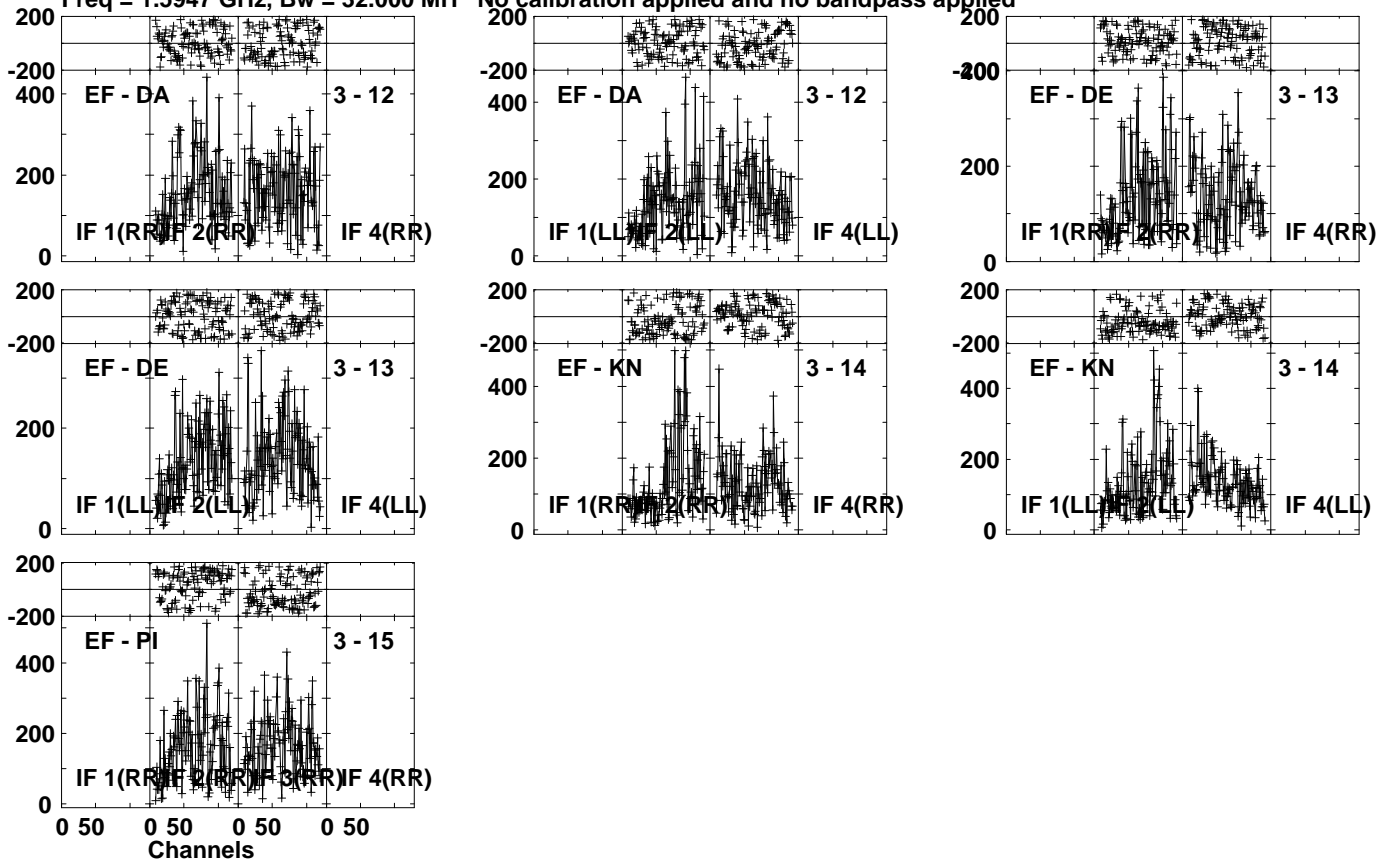 Freq = 1.5947 GHz, Bw = 32.000 MH No calibration applied and no bandpass applied
200
-200
EF - DA 3 - 12
400
200
0
IF 1(RR) IF 2(RR) IF 4(RR)
200
-200
EF - DA 3 - 12
400
200
0
IF 1(LL) IF 2(LL) IF 4(LL)
200
-200
400
EF - DE 3 - 13
200
0
IF 1(RR) IF 2(RR) IF 4(RR)
200
-200
EF - DE 3 - 13
200
0
IF 1(LL) IF 2(LL) IF 4(LL)
200
-200
EF - KN 3 - 14
400
200
0
IF 1(RR) IF 2(RR) IF 4(RR)
200
-200
EF - KN 3 - 14
400
200
0
IF 1(LL) IF 2(LL) IF 4(LL)
200
-200
EF - PI 3 - 15
400
200
0
IF 1(RR) IF 2(RR) IF 3(RR) IF 4(RR)
0 50 0 50 0 50 0 50
Channels